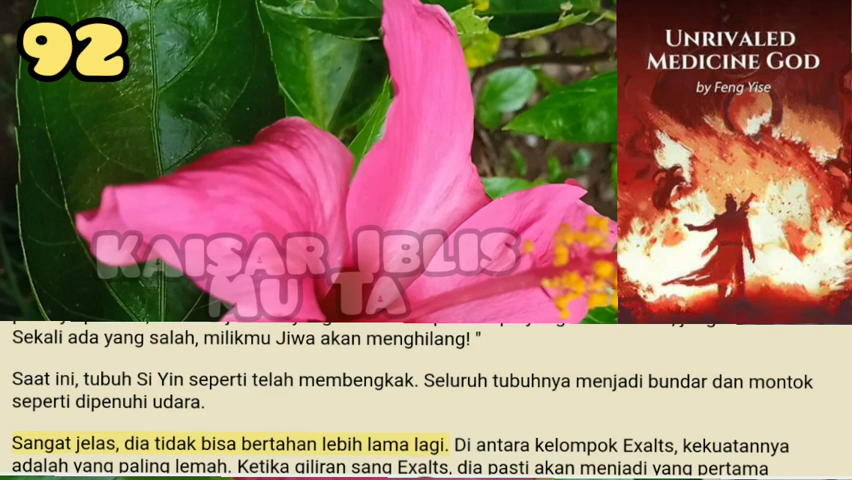 92
UNRIVALED
MEDICINE GOD
by Feng Yise
KAISAR IBLIS
MU TA
Sekali ada yang salah, milikmu Jiwa akan menghilang! "
Saat ini, tubuh Si Yin seperti telah membengkak. Seluruh tubuhnya menjadi bundar dan montok
seperti dipenuhi udara.
Sangat jelas, dia tidak bisa bertahan lebih lama lagi. Di antara kelompok Exalts, kekuatannya
adalah yang paling lemah. Ketika giliran sang Exalts, dia pasti akan menjadi yang pertama